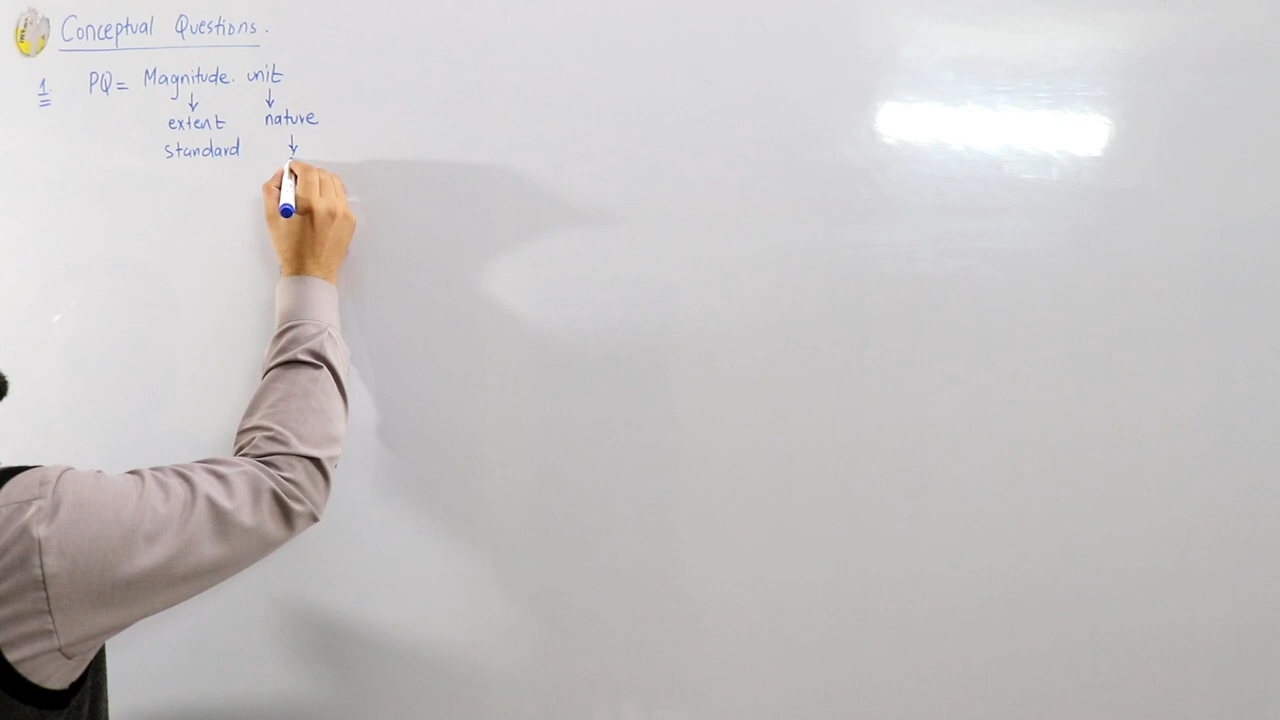 Conceptual Questions.
1. PQ = Magnitude. unit
↓ ↓
extent nature
standard ↓